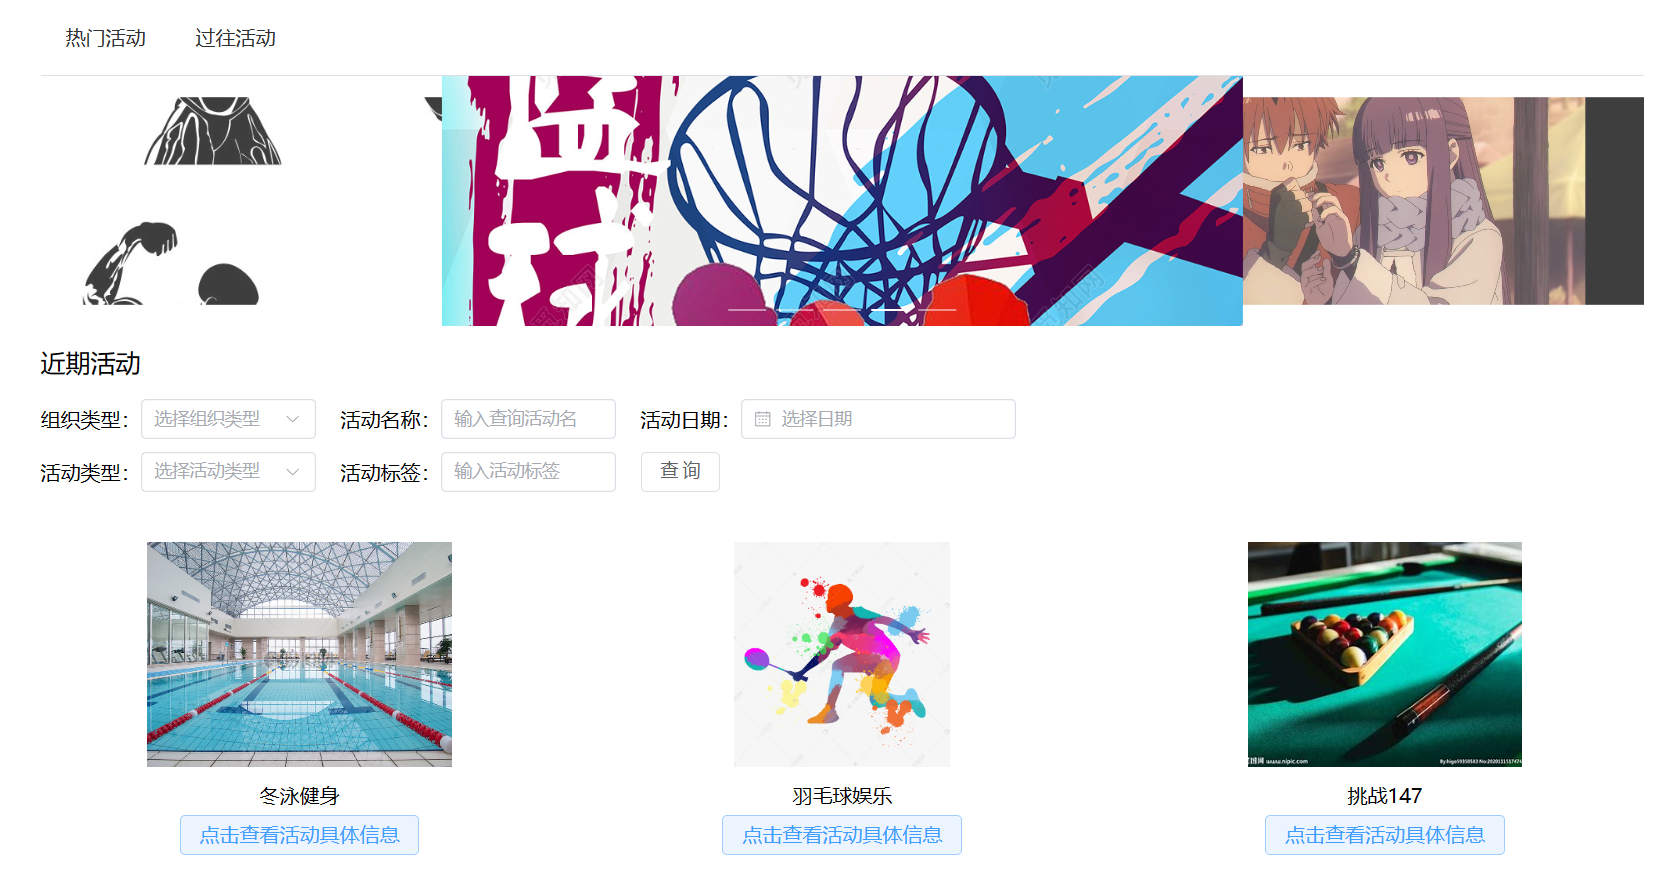 热门活动 过往活动
篮球
近期活动
组织类型： 选择组织类型 活动名称： 输入查询活动名 活动日期： 选择日期
活动类型： 选择活动类型 活动标签： 输入活动标签 查询
www.nipic.com
冬泳健身 羽毛球娱乐 挑战147
点击查看活动具体信息 点击查看活动具体信息 点击查看活动具体信息